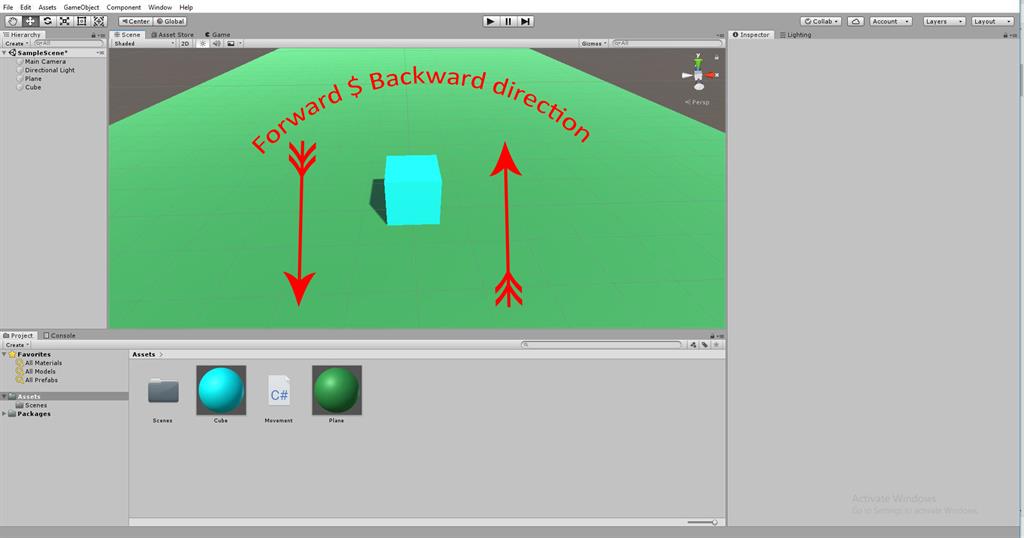 File Edit Assets GameObject Component Window Help
Center Global Collab Account Layers Layout
Hierarchy
Create All
SampleScene*
Main Camera
Directional Light
Plane
Cube
Scene Asset Store Game
Shaded 2D Gizmos All
Forward $ Backward direction
y
x
Persp
Inspector Lighting
Project Console
Create
Favorites
All Materials
All Models
All Prefabs
Assets
Scenes
Packages
Assets
C#
Scenes Cube Movement Plane
Activate Windows
Go to Settings to activate Windows.